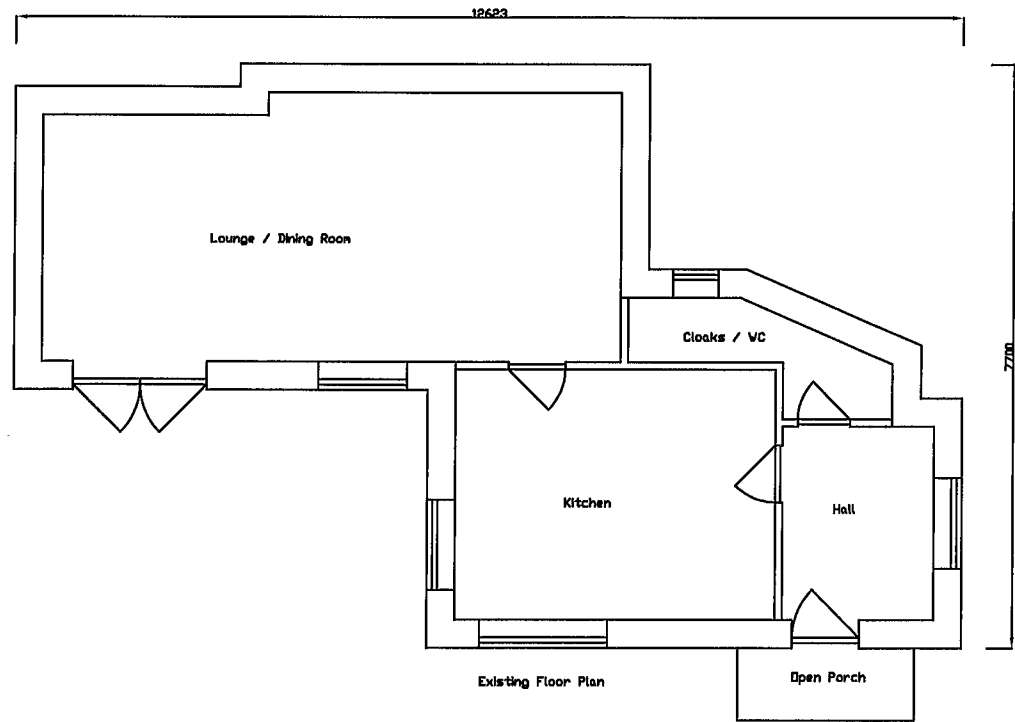 12623
Lounge / Dining Room
Cloaks / WC
7700
Kitchen
Hall
Open Porch
Existing Floor Plan